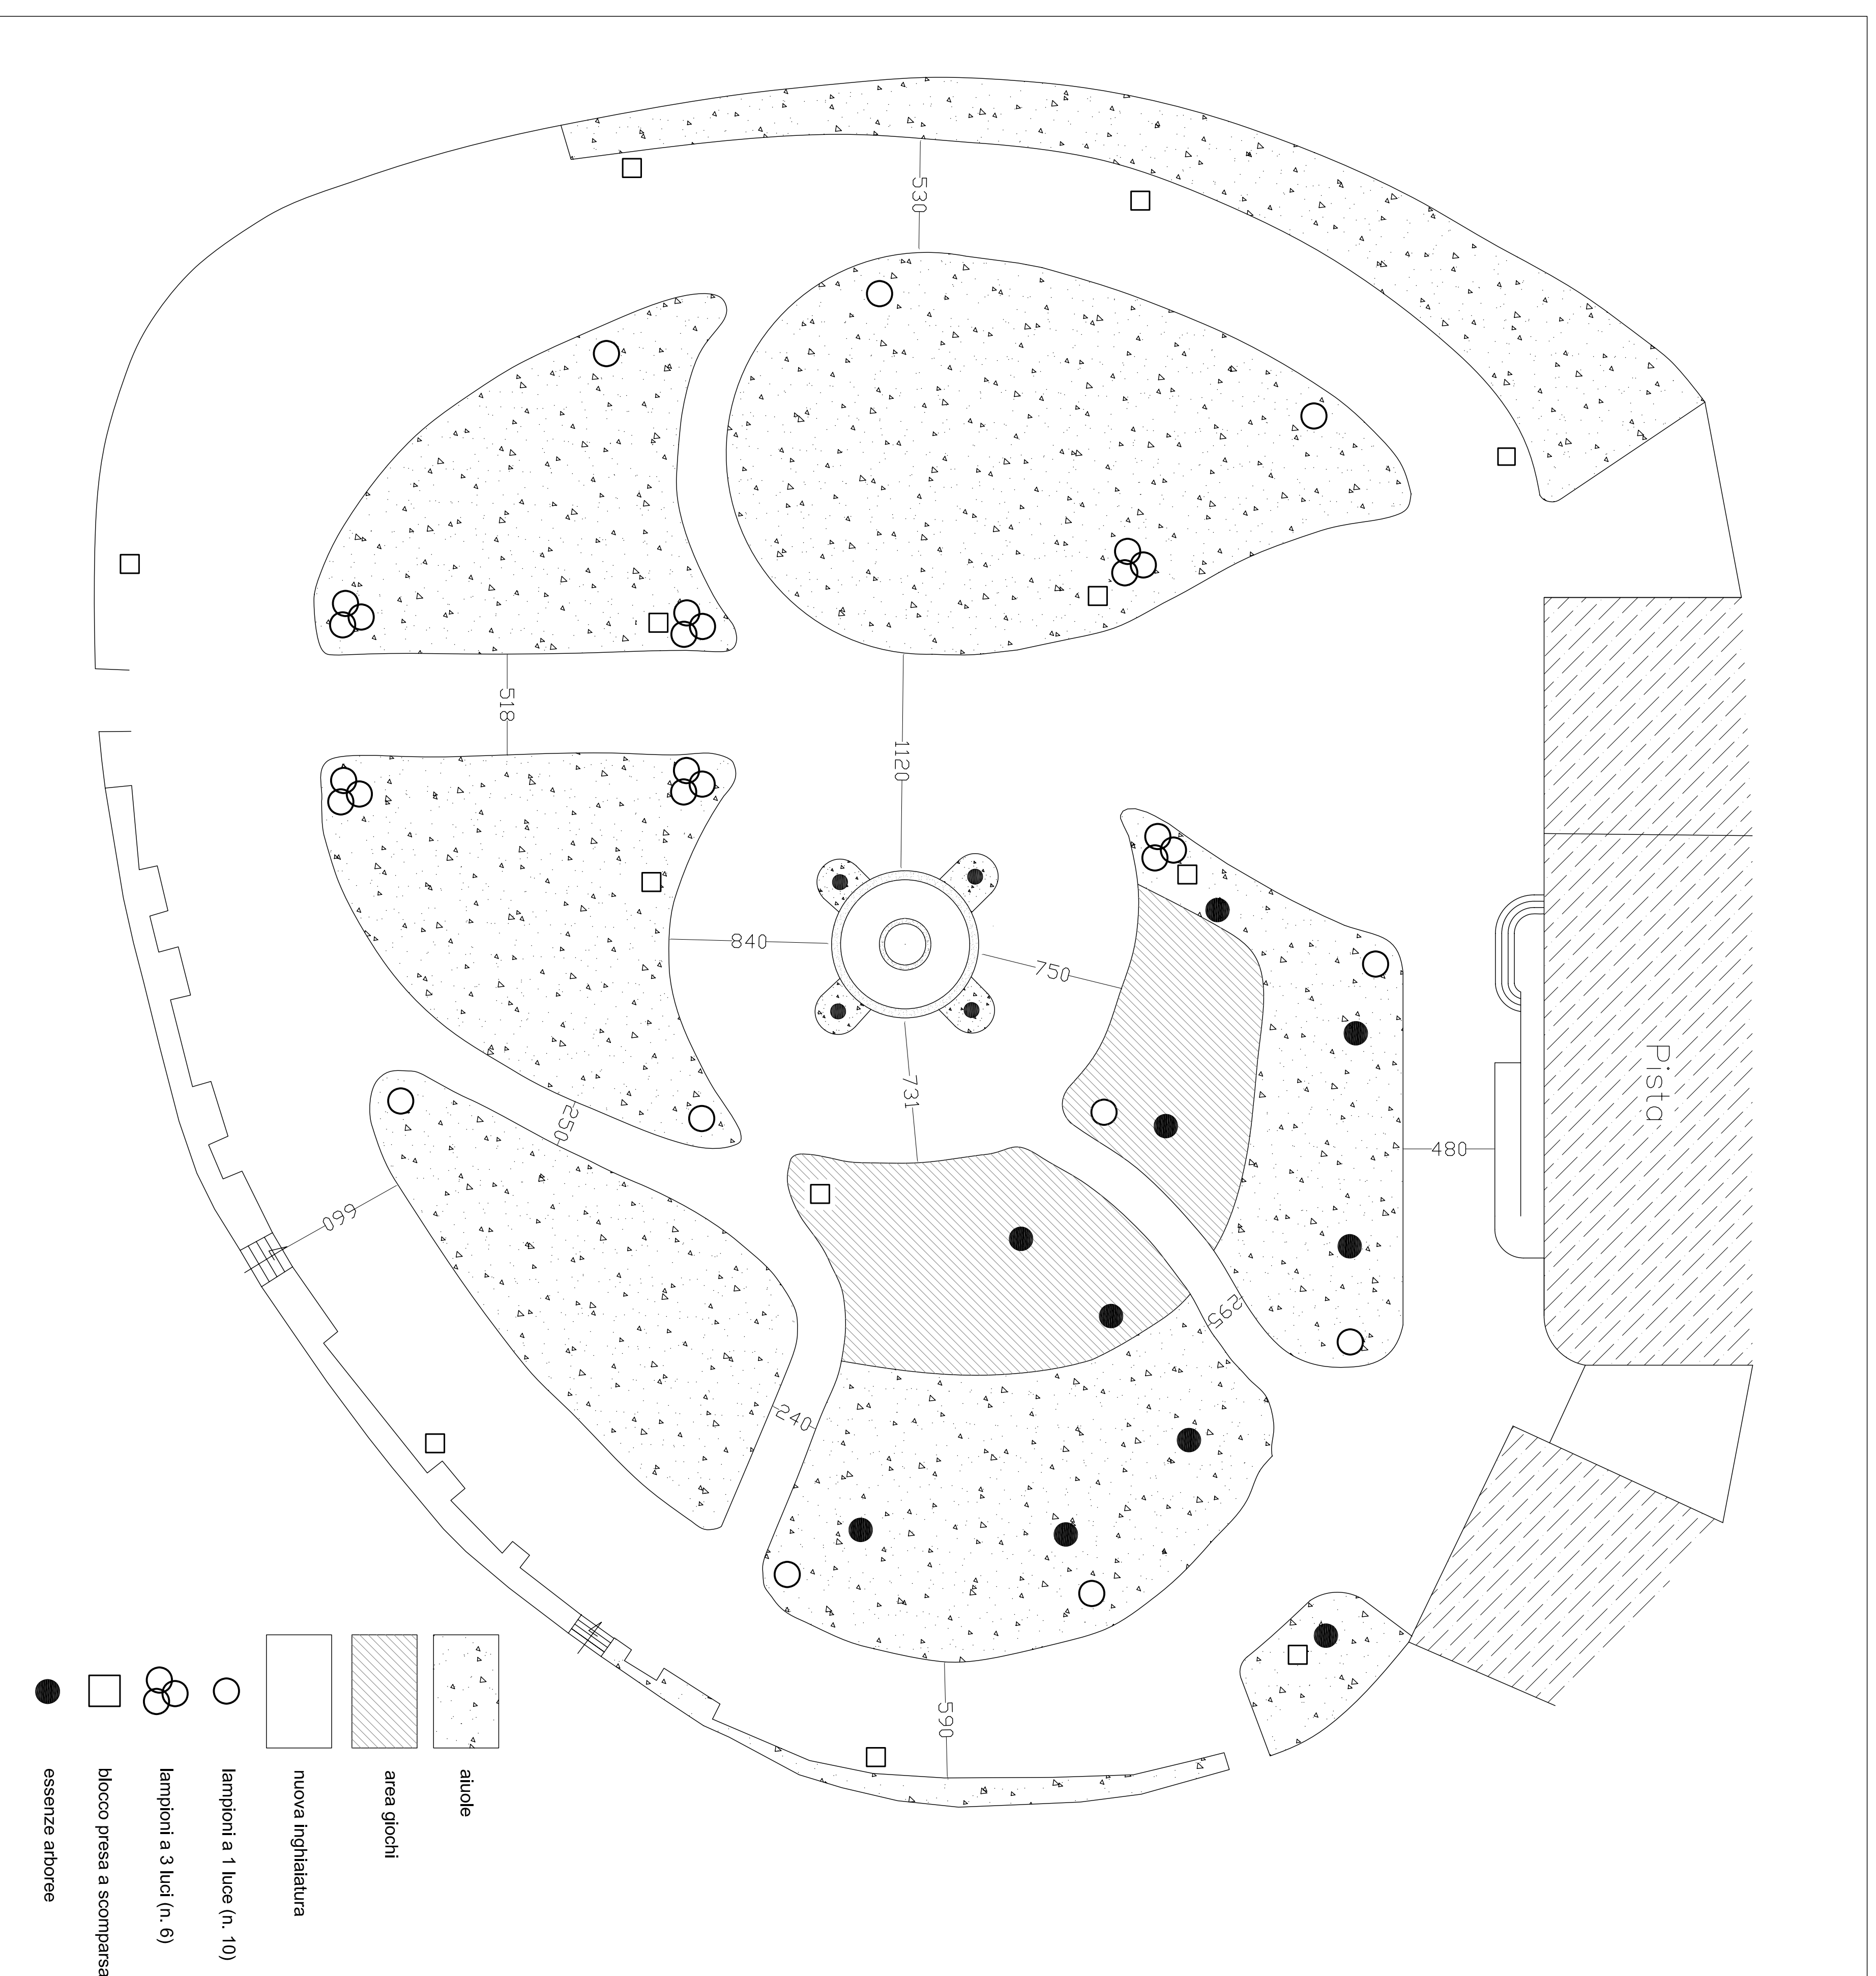 530
1120
518
840
750
731
250
660
480
295
240
590
Pista
aiuole
area giochi
nuova inghiaiatura
lampioni a 1 luce (n. 10)
lampioni a 3 luci (n. 6)
blocco presa a scomparsa
essenze arboree